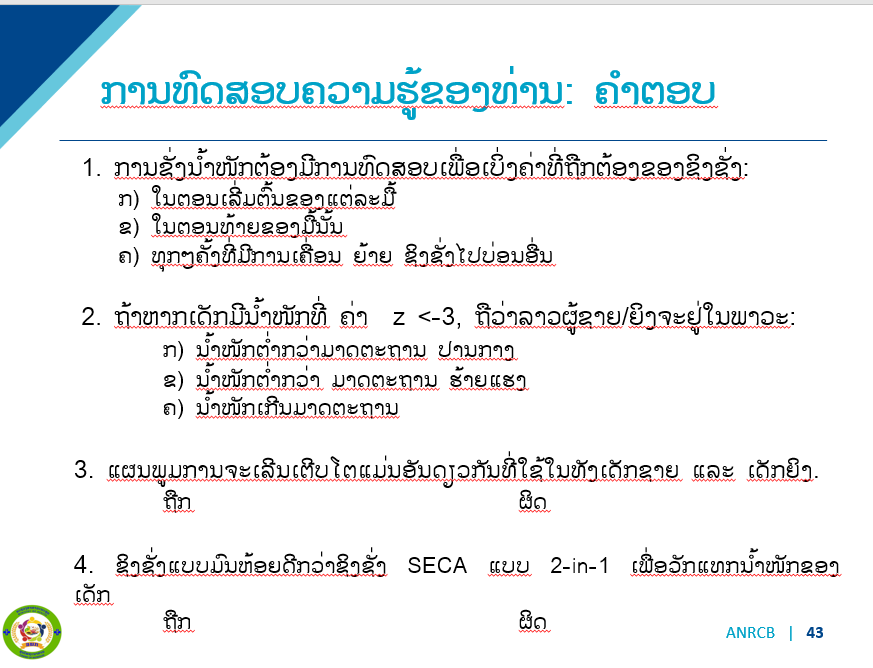 ການທົດສອບຄວາມຮູ້ຂອງທ່ານ: ຄຳຕອບ
1. ການຊັ່ງນ້ຳໜັກຕ້ອງມີການທົດສອບເພື່ອເບິ່ງຄ່າທີ່ຖືກຕ້ອງຂອງຊິງຊັ່ງ:
ກ) ໃນຕອນເລີ່ມຕົ້ນຂອງແຕ່ລະມື້
ຂ) ໃນຕອນທ້າຍຂອງມື້ນັ້ນ
ຄ) ທຸກໆຄັ້ງທີ່ມີການເຄື່ອນ ຍ້າຍ ຊິງຊັ່ງໄປບ່ອນອື່ນ
2. ຖ້າຫາກເດັກມີນ້ຳໜັກທີ່ ຄ່າ z <-3, ຖືວ່າລາວຜູ້ຊາຍ/ຍິງຈະຢູ່ໃນພາວະ:
ກ) ນ້ຳໜັກຕ່ຳກວ່າມາດຕະຖານ ປານກາງ
ຂ) ນ້ຳໜັກຕ່ຳກວ່າ ມາດຕະຖານ ຮ້າຍແຮງ
ຄ) ນ້ຳໜັກເກີນມາດຕະຖານ
3. ແຜນພູມການຈະເລີນເຕີບໂຕແມ່ນອັນດຽວກັນທີ່ໃຊ້ໃນທັງເດັກຊາຍ ແລະ ເດັກຍິງ.
ຖືກ ຜິດ
4. ຊິງຊັ່ງແບບມົນຫ້ອຍດີກວ່າຊິງຊັ່ງ SECA ແບບ 2-in-1 ເພື່ອວັກແທກນ້ຳໜັກຂອງ
ເດັກ
ຖືກ ຜິດ
ANRCB | 43